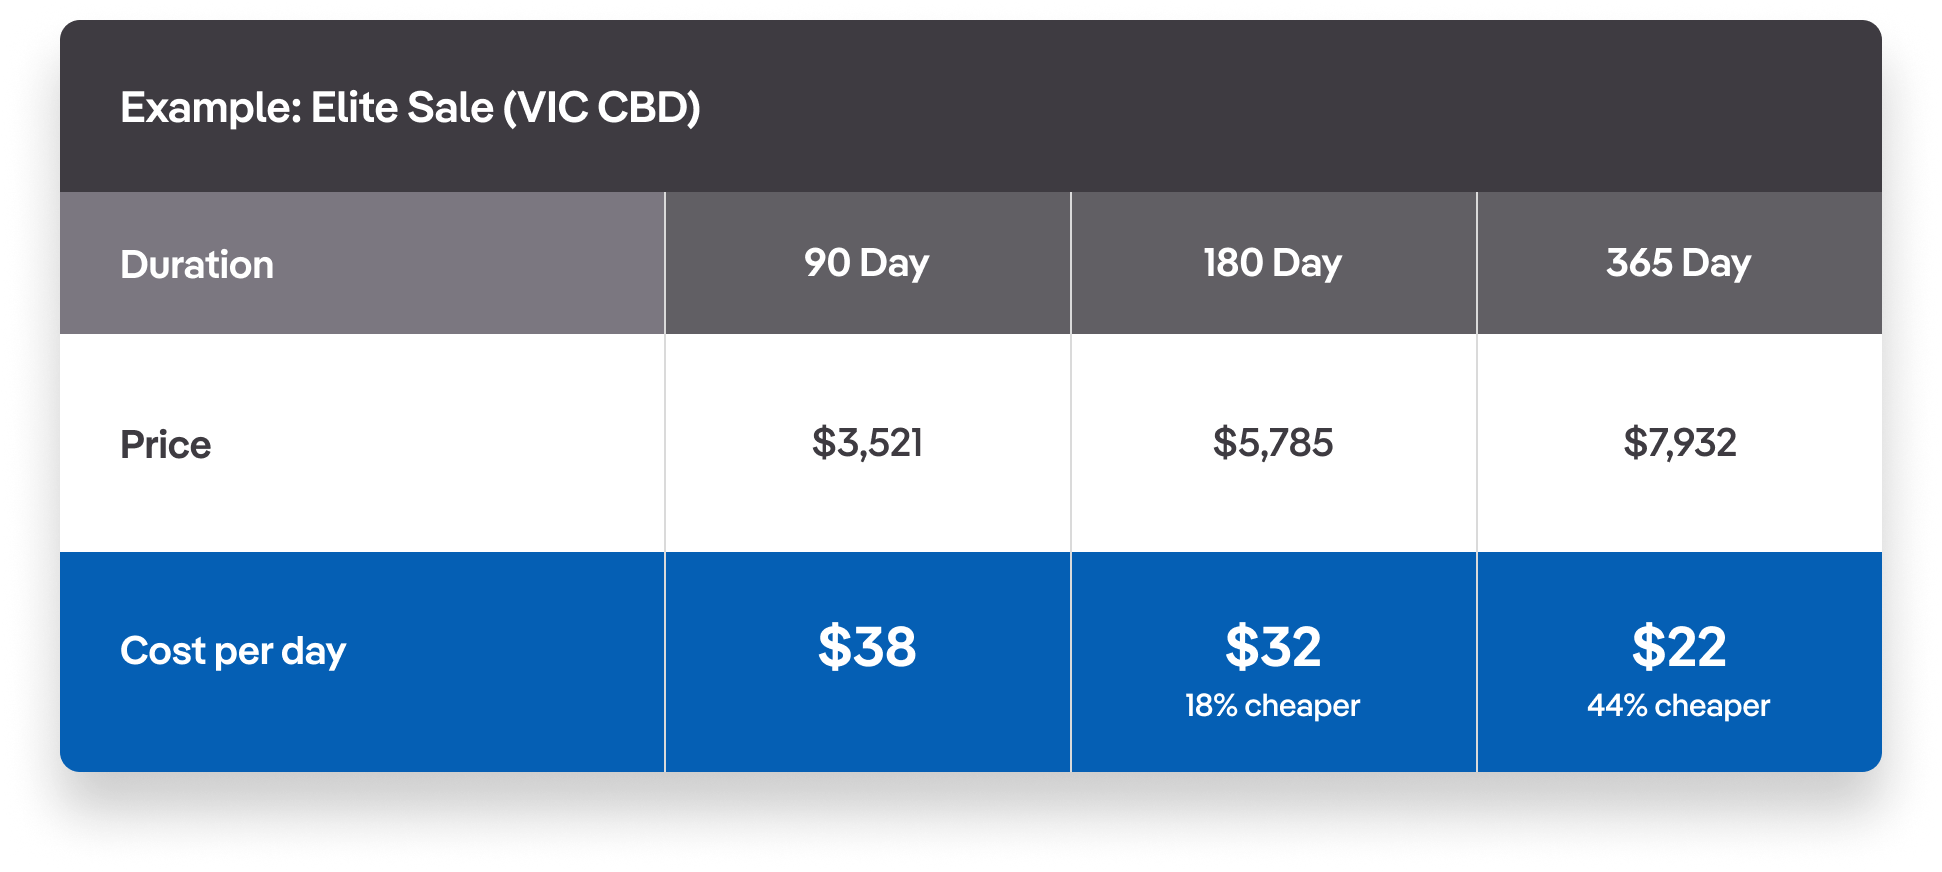 Example: Elite Sale (VIC CBD)
Duration 90 Day 180 Day 365 Day
Price $3,521 $5,785 $7,932
Cost per day $38 $32 $22
18% cheaper 44% cheaper